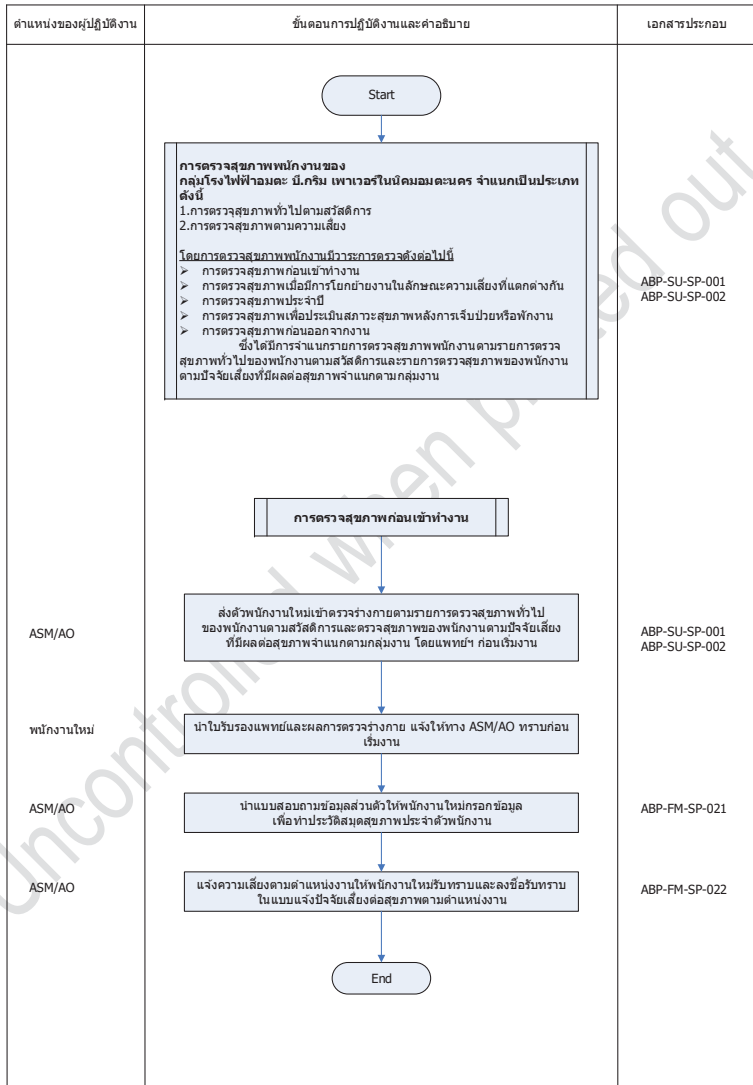 ตำแหน่งของผู้ปฏิบัติงาน
ขั้นตอนการปฏิบัติงานและคำอธิบาย
เอกสารประกอบ
Start
การตรวจสุขภาพพนักงานของ
กลุ่มโรงไฟฟ้าอมตะ บี.กริม เพาเวอร์ในนิคมอมตะนคร จำแนกเป็นประเภท
ดังนี้
1.การตรวจสุขภาพทั่วไปตามสวัสดิการ
2.การตรวจสุขภาพตามความเสี่ยง
โดยการตรวจสุขภาพพนักงานมีวาระการตรวจดังต่อไปนี้
➢ การตรวจสุขภาพก่อนเข้าทำงาน
➢ การตรวจสุขภาพเมื่อมีการโยกย้ายงานในลักษณะความเสี่ยงที่แตกต่างกัน
➢ การตรวจสุขภาพประจำปี
➢ การตรวจสุขภาพเพื่อประเมินสภาวะสุขภาพหลังการเจ็บป่วยหรือพักงาน
➢ การตรวจสุขภาพก่อนออกจากงาน
ซึ่งได้มีการจำแนกรายการตรวจสุขภาพพนักงานตามรายการตรวจ
สุขภาพทั่วไปของพนักงานตามสวัสดิการและรายการตรวจสุขภาพของพนักงาน
ตามปัจจัยเสี่ยงที่มีผลต่อสุขภาพจำแนกตามกลุ่มงาน
ABP-SU-SP-001
ABP-SU-SP-002
การตรวจสุขภาพก่อนเข้าทำงาน
ASM/AO
ส่งตัวพนักงานใหม่เข้าตรวจร่างกายตามรายการตรวจสุขภาพทั่วไป
ของพนักงานตามสวัสดิการและตรวจสุขภาพของพนักงานตามปัจจัยเสี่ยง
ที่มีผลต่อสุขภาพจำแนกตามกลุ่มงาน โดยแพทย์ฯ ก่อนเริ่มงาน
ABP-SU-SP-001
ABP-SU-SP-002
พนักงานใหม่
นำใบรับรองแพทย์และผลการตรวจร่างกาย แจ้งให้ทาง ASM/AO ทราบก่อน
เริ่มงาน
ASM/AO
นำแบบสอบถามข้อมูลส่วนตัวให้พนักงานใหม่กรอกข้อมูล
เพื่อทำประวัติสมุดสุขภาพประจำตัวพนักงาน
ABP-FM-SP-021
ASM/AO
แจ้งความเสี่ยงตามตำแหน่งงานให้พนักงานใหม่รับทราบและลงชื่อรับทราบ
ในแบบแจ้งปัจจัยเสี่ยงต่อสุขภาพตามตำแหน่งงาน
ABP-FM-SP-022
End
Uncontrolled when printed out